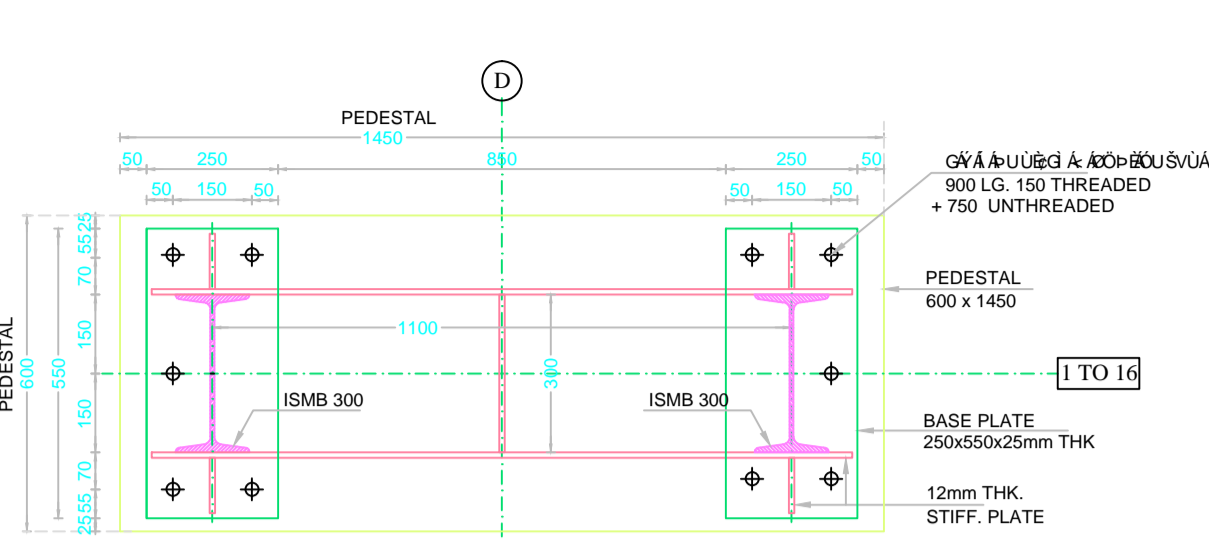 D
PEDESTAL
1450
50 250 850 250 50
50 150 50 50 150 50
900 LG. 150 THREADED
+ 750 UNTHREADED
PEDESTAL
600 x 1450
1 TO 16
BASE PLATE
250x550x25mm THK
12mm THK.
STIFF. PLATE
ISMB 300
ISMB 300
1100
300
PEDESTAL
600
550
25
55
70
150
150
70
55
25